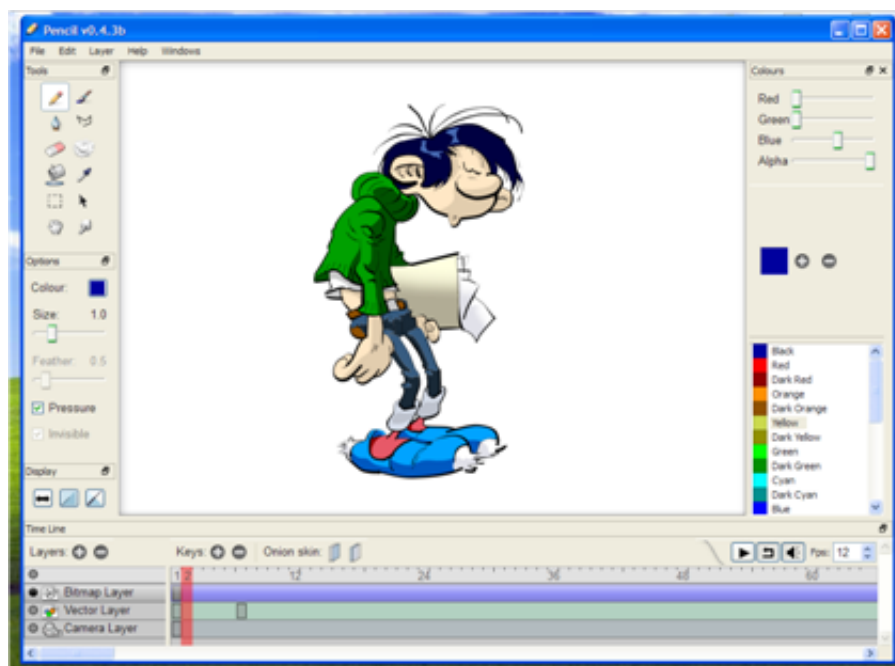 Pencil v0.4.3b
File Edit Layer Help Windows
Tools
Colours
Red
Green
Blue
Alpha
Options
Colour:
Size: 1.0
Feather: 0.5
Pressure
Invisible
Display
Black
Red
Dark Red
Orange
Dark Orange
Yellow
Dark Yellow
Green
Dark Green
Cyan
Dark Cyan
Blue
Time Line
Layers: Keys: Onion skin: Fps: 12
1 2 12 24 36 48 60
Bitmap Layer
Vector Layer
Camera Layer